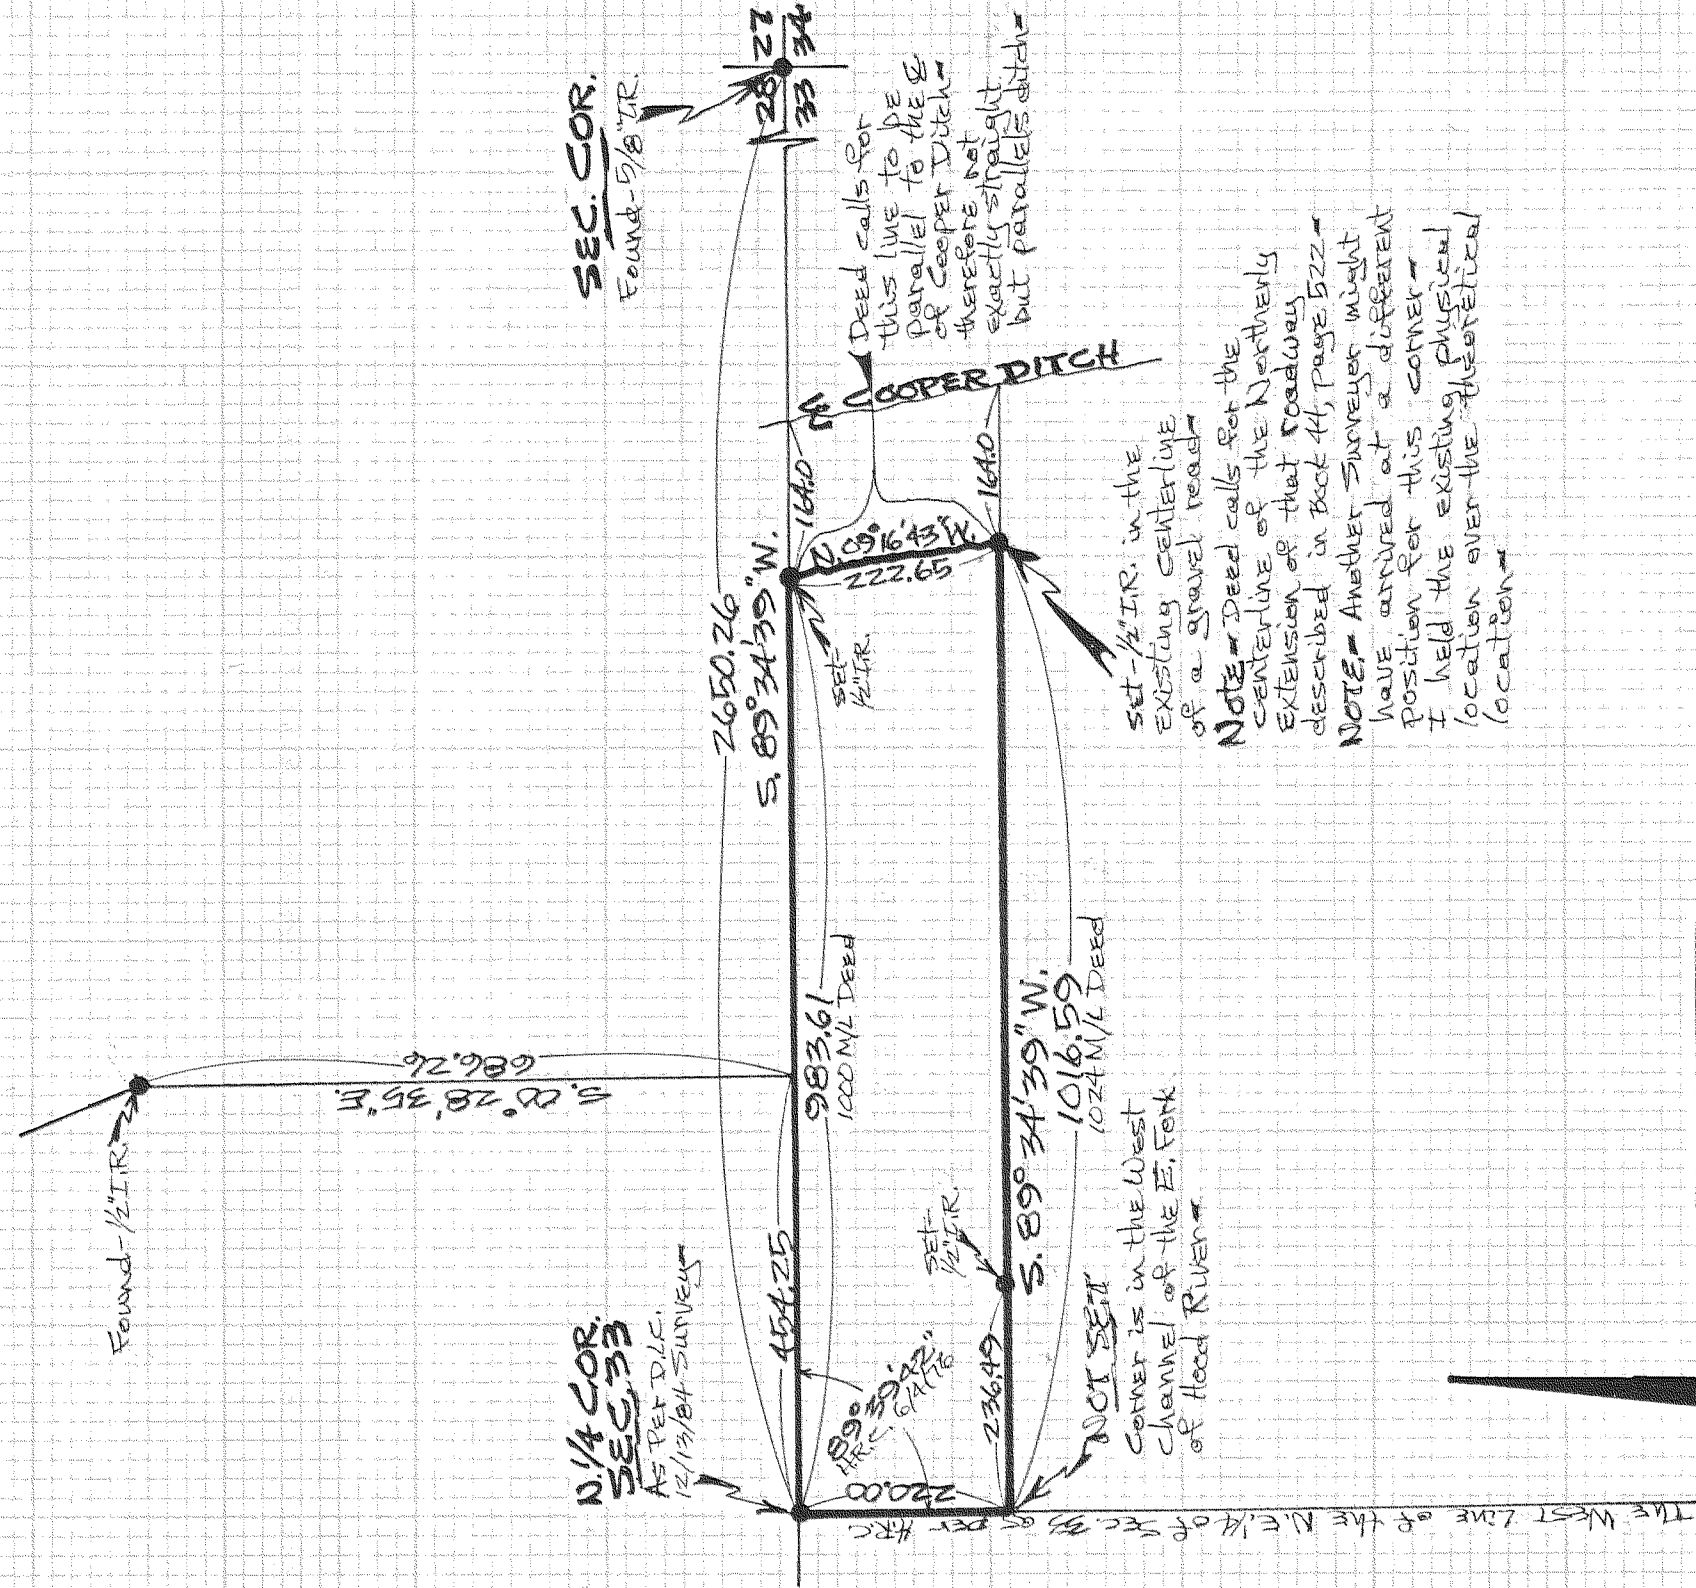 Found-1/2" I.R.
S. 00° 28' 35" E.
686.26
SEC. COR.
Found-5/8" I.R.
28 27
33 34
N. 1/4 COR.
SEC. 33
As Per D.L.C.
12/13/84 Survey
2650.26
S. 89° 34' 39" W.
454.25
983.61
1000 M/L Deed
164.0
℄ COOPER DITCH
Deed calls for
this line to be
parallel to the ℄
of Cooper Ditch-
therefore not
exactly straight
but parallels ditch-
N. 09° 16' 43" W.
222.65
SET-
1/2" I.R.
164.0
89° 39' 42"
H.R.C. 6/4/76
220.00
236.49
SET-
1/2" I.R.
S. 89° 34' 39" W.
1016.59
1024 M/L Deed
NOT SET
Corner is in the West
Channel of the E. Fork
of Hood River-
SET-1/2" I.R. in the
existing centerline
of a gravel road-
NOTE- Deed calls for the
centerline of the Northerly
extension of that roadway
described in Book 44, Page 522-
NOTE- Another Surveyor might
have arrived at a different
position for this corner-
I held the existing physical
location over the theoretical
location-
The West Line of the N.E. 1/4 of Sec. 33 as per H.R.C.